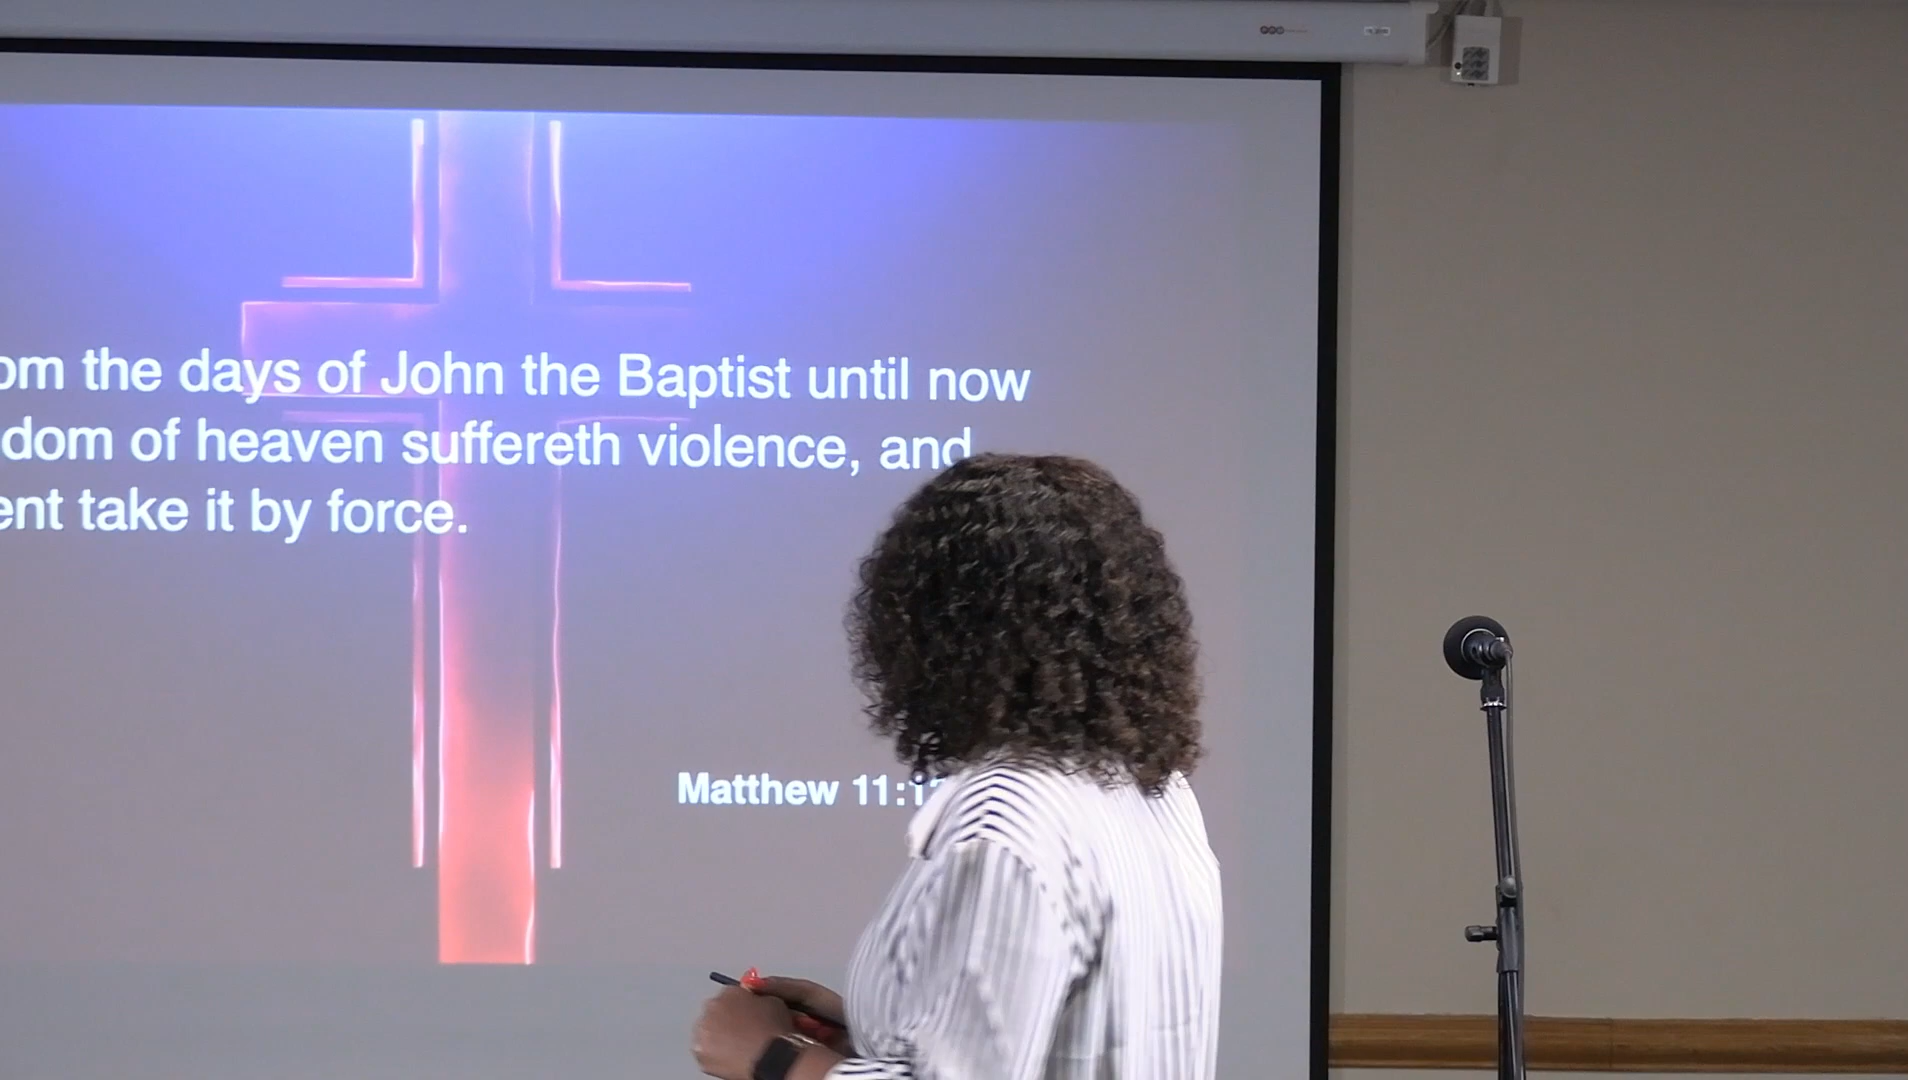 om the days of John the Baptist until now
dom of heaven suffereth violence, and
ent take it by force.
Matthew 11:12